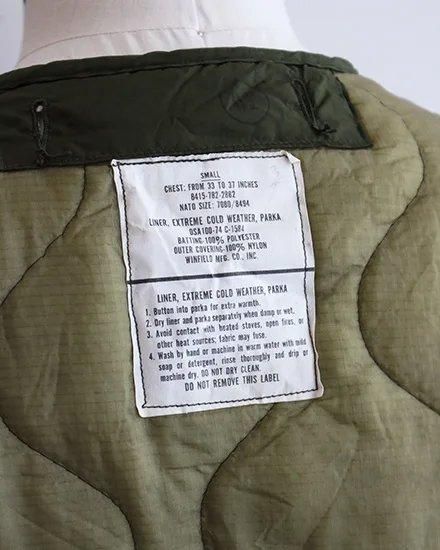 SMALL
CHEST: FROM 33 TO 37 INCHES
8415-782-2882
NATO SIZE: 7080/8494
LINER, EXTREME COLD WEATHER, PARKA
DSA100-74 C-1584
BATTING-100% POLYESTER
OUTER COVERING-100% NYLON
WINFIELD MFG. CO., INC.
LINER, EXTREME COLD WEATHER, PARKA
1. Button into parka for extra warmth.
2. Dry liner and parka separately when damp or wet.
3. Avoid contact with heated stoves, open fires, or
other heat sources; fabric may fuse.
4. Wash by hand or machine in warm water with mild
soap or detergent, rinse thoroughly and drip or
machine dry. DO NOT DRY CLEAN.
DO NOT REMOVE THIS LABEL